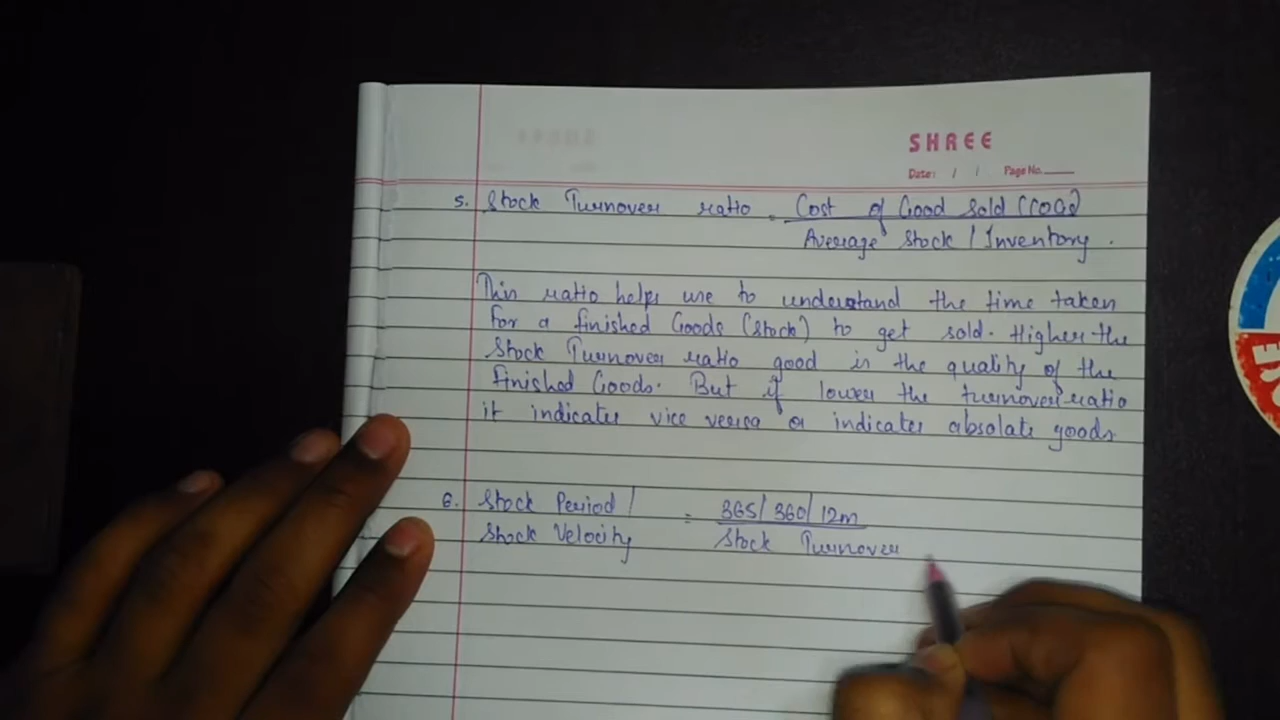 SHREE
Date: / / Page No.
5. Stock Turnover ratio = Cost of Good Sold (COGS)
Average Stock / Inventory.
This ratio helps use to understand the time taken
for a finished Goods (Stock) to get sold. Higher the
Stock Turnover ratio good is the quality of the
finished Goods. But if lower the turnover ratio
it indicates vice versa or indicates absolate goods
6. Stock Period / = 365/ 360/ 12m
Stock Velocity Stock Turnover